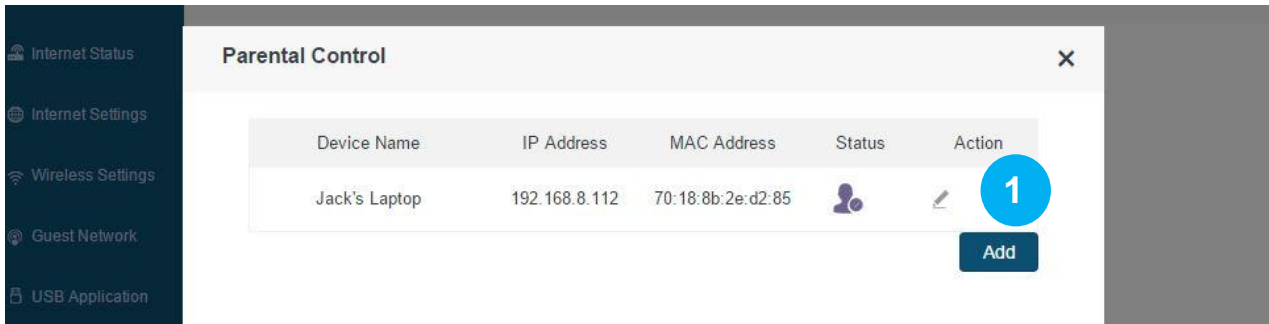 Internet Status
Internet Settings
Wireless Settings
Guest Network
USB Application
Parental Control
Device Name IP Address MAC Address Status Action
Jack's Laptop 192.168.8.112 70:18:8b:2e:d2:85
1
Add